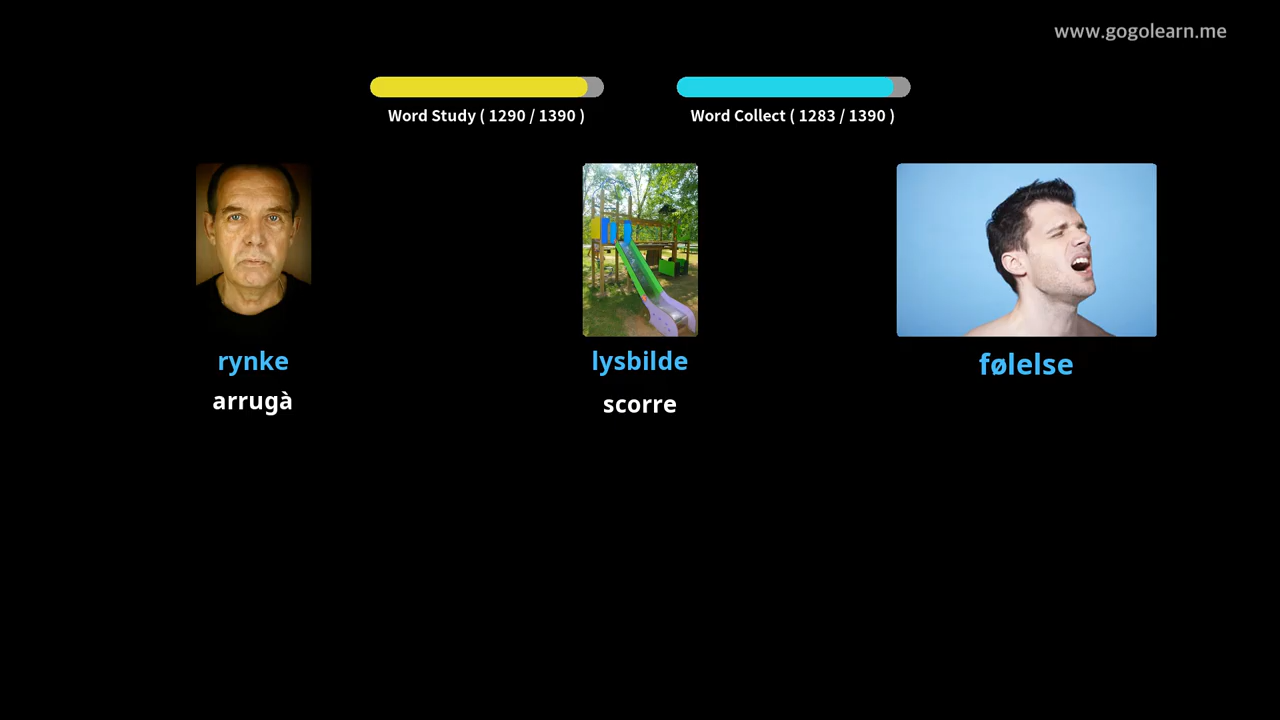 www.gogolearn.me
Word Study ( 1290 / 1390 )
Word Collect ( 1283 / 1390 )
rynke
lysbilde
følelse
arrugà
scorre